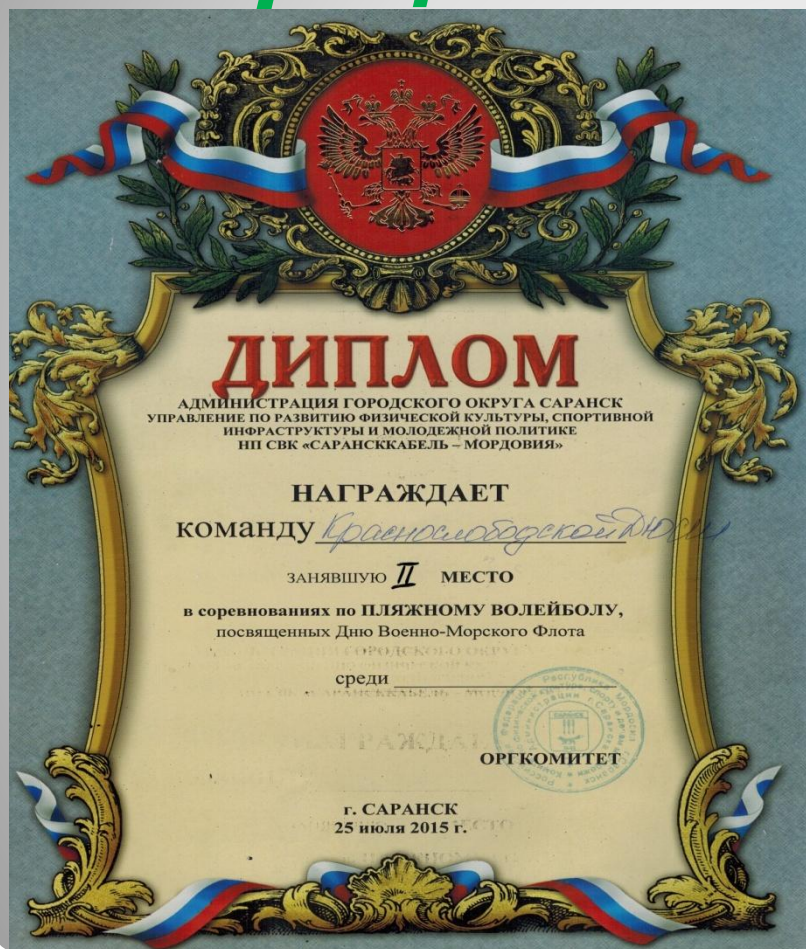 ДИПЛОМ
АДМИНИСТРАЦИЯ ГОРОДСКОГО ОКРУГА САРАНСК
УПРАВЛЕНИЕ ПО РАЗВИТИЮ ФИЗИЧЕСКОЙ КУЛЬТУРЫ, СПОРТИВНОЙ
ИНФРАСТРУКТУРЫ И МОЛОДЕЖНОЙ ПОЛИТИКЕ
НП СВК «САРАНСККАБЕЛЬ – МОРДОВИЯ»
НАГРАЖДАЕТ
команду Краснослободской ДЮСШ
ЗАНЯВШУЮ II МЕСТО
в соревнованиях по ПЛЯЖНОМУ ВОЛЕЙБОЛУ,
посвященных Дню Военно-Морского Флота
среди
САРАНСК
ОРГКОМИТЕТ
г. САРАНСК
25 июля 2015 г.